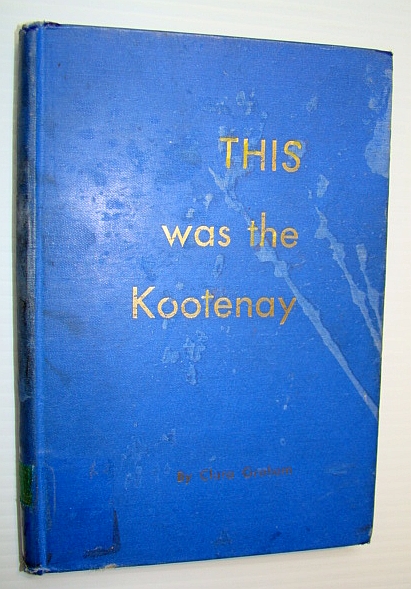 THIS
was the
Kootenay
By Clara Graham